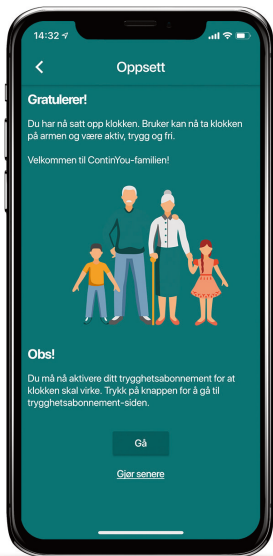 14:32
Oppsett
Gratulerer!
Du har nå satt opp klokken. Bruker kan nå ta klokken
på armen og være aktiv, trygg og fri.
Velkommen til ContinYou-familien!
Obs!
Du må nå aktivere ditt trygghetsabonnement for at
klokken skal virke. Trykk på knappen for å gå til
trygghetsabonnement-siden.
Gå
Gjør senere